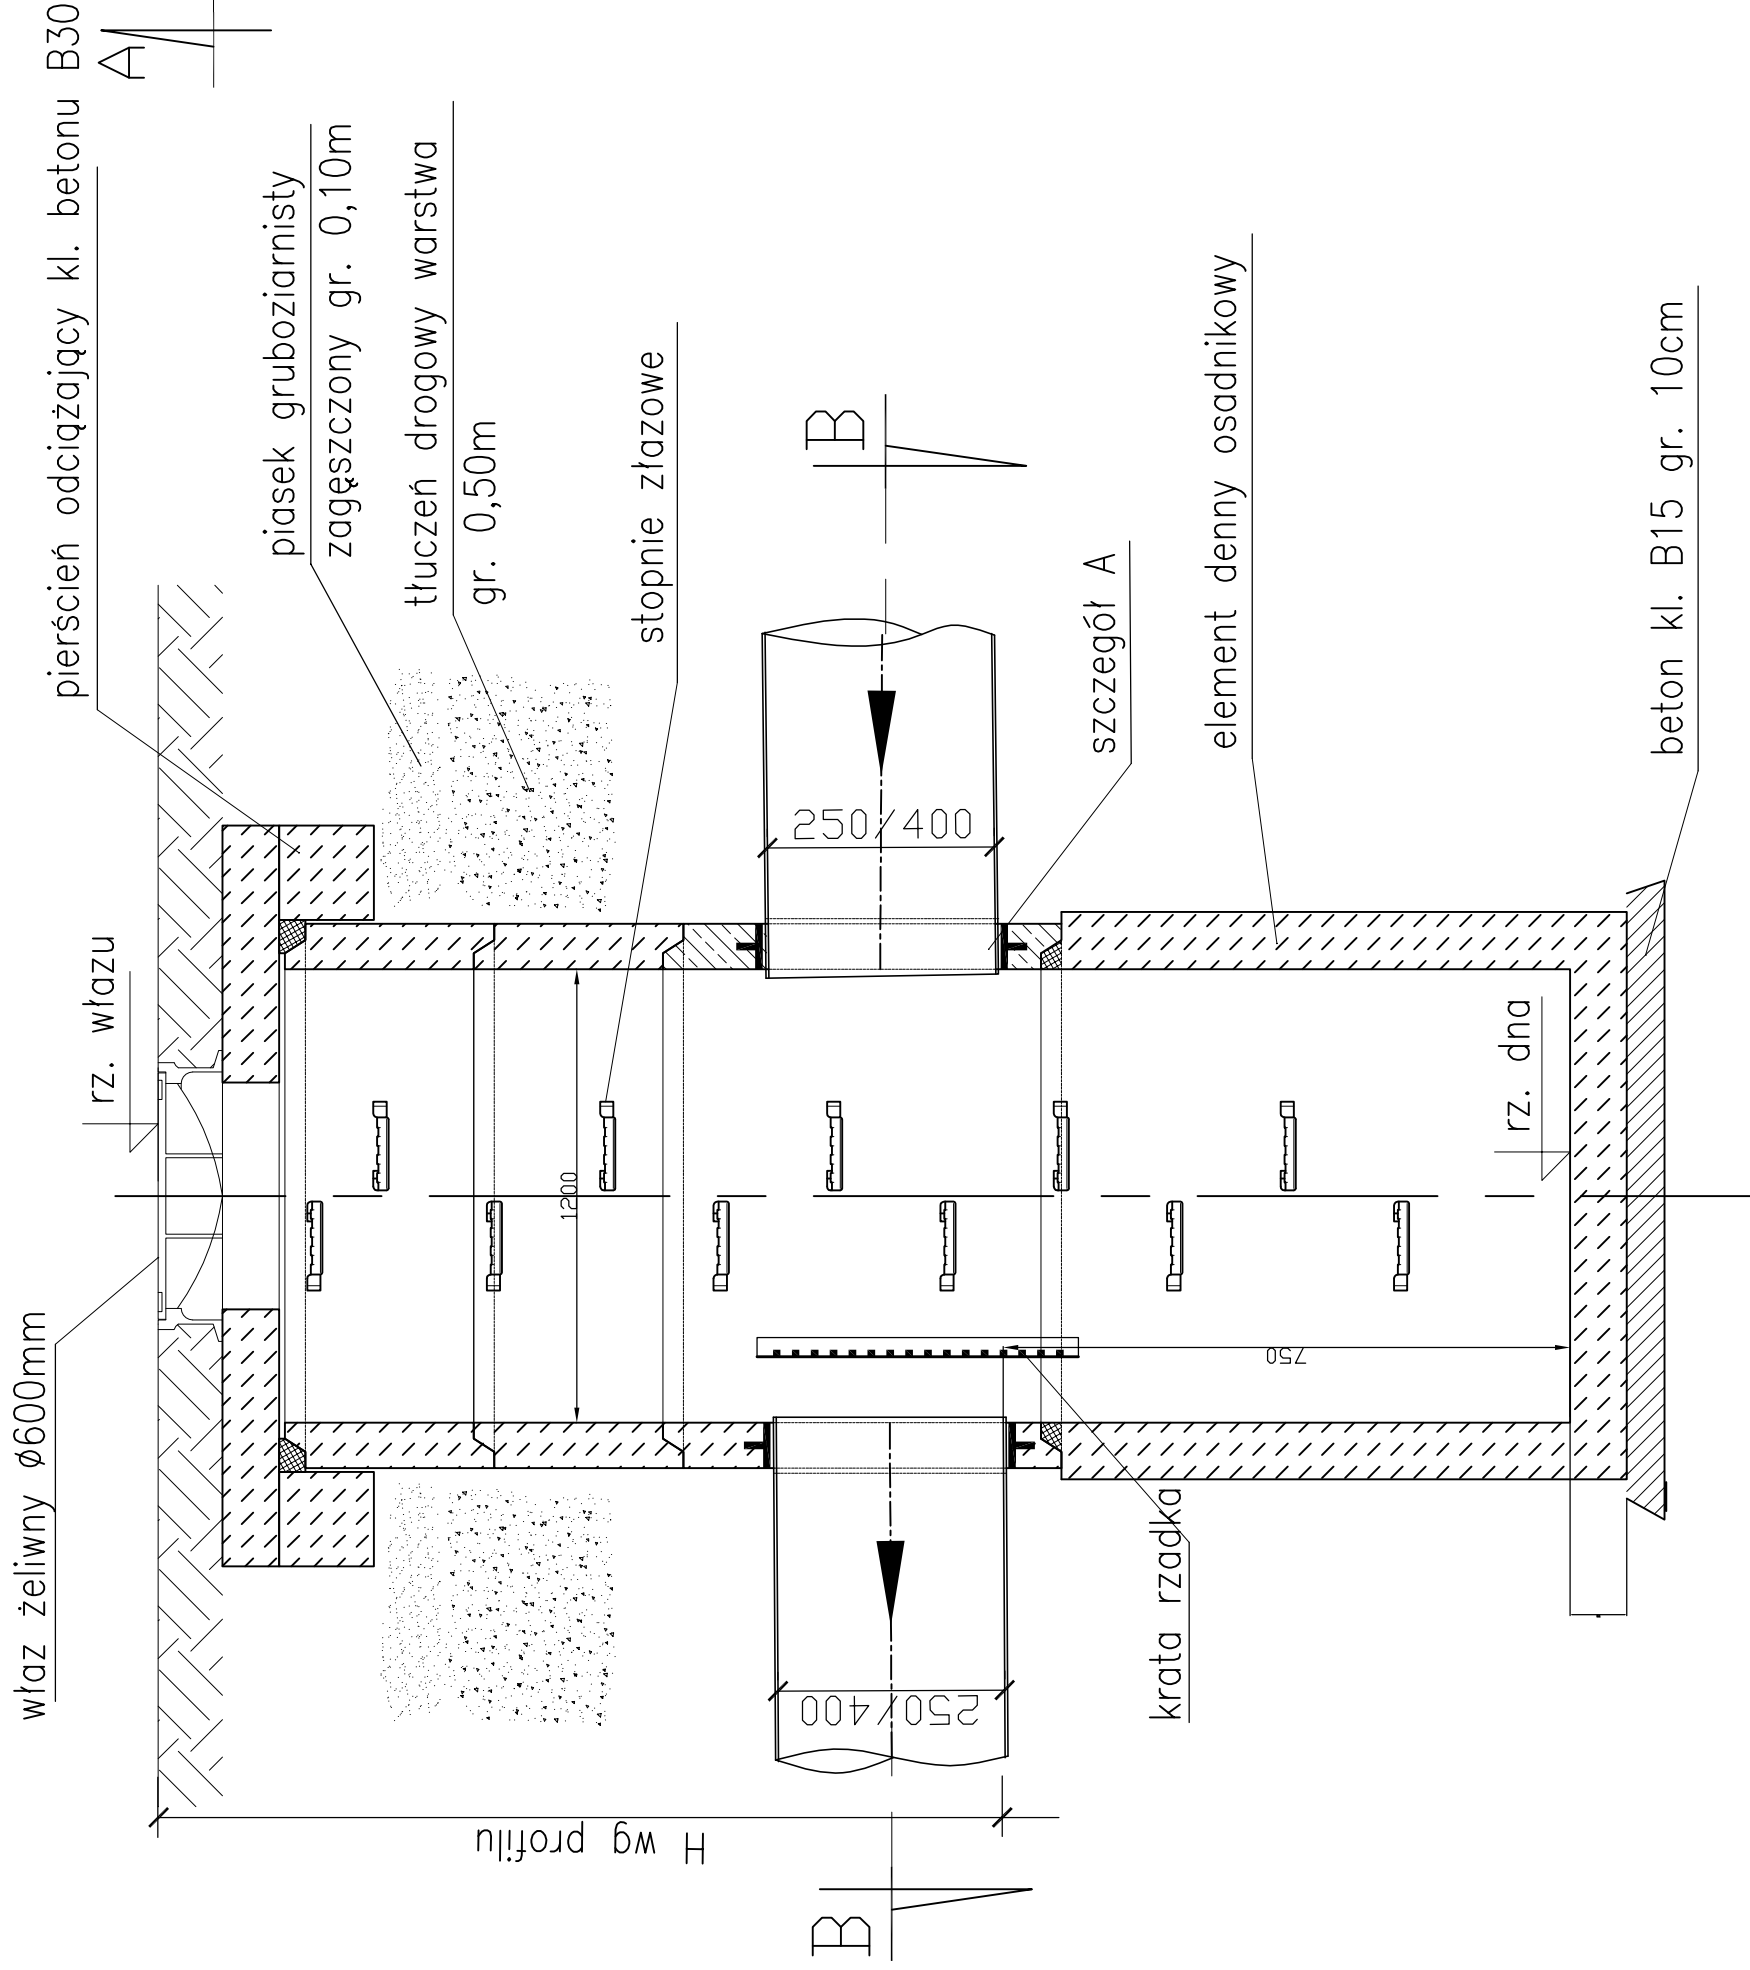 pierścień odciążający kl. betonu B30
A
piasek gruboziarnisty
zagęszczony gr. 0,10m
tłuczeń drogowy warstwa
gr. 0,50m
stopnie złazowe
B
250/400
szczegół A
element denny osadnikowy
beton kl. B15 gr. 10cm
rz. włazu
rz. dna
1200
750
właz żeliwny ø600mm
krata rzadka
250/400
H wg profilu
B